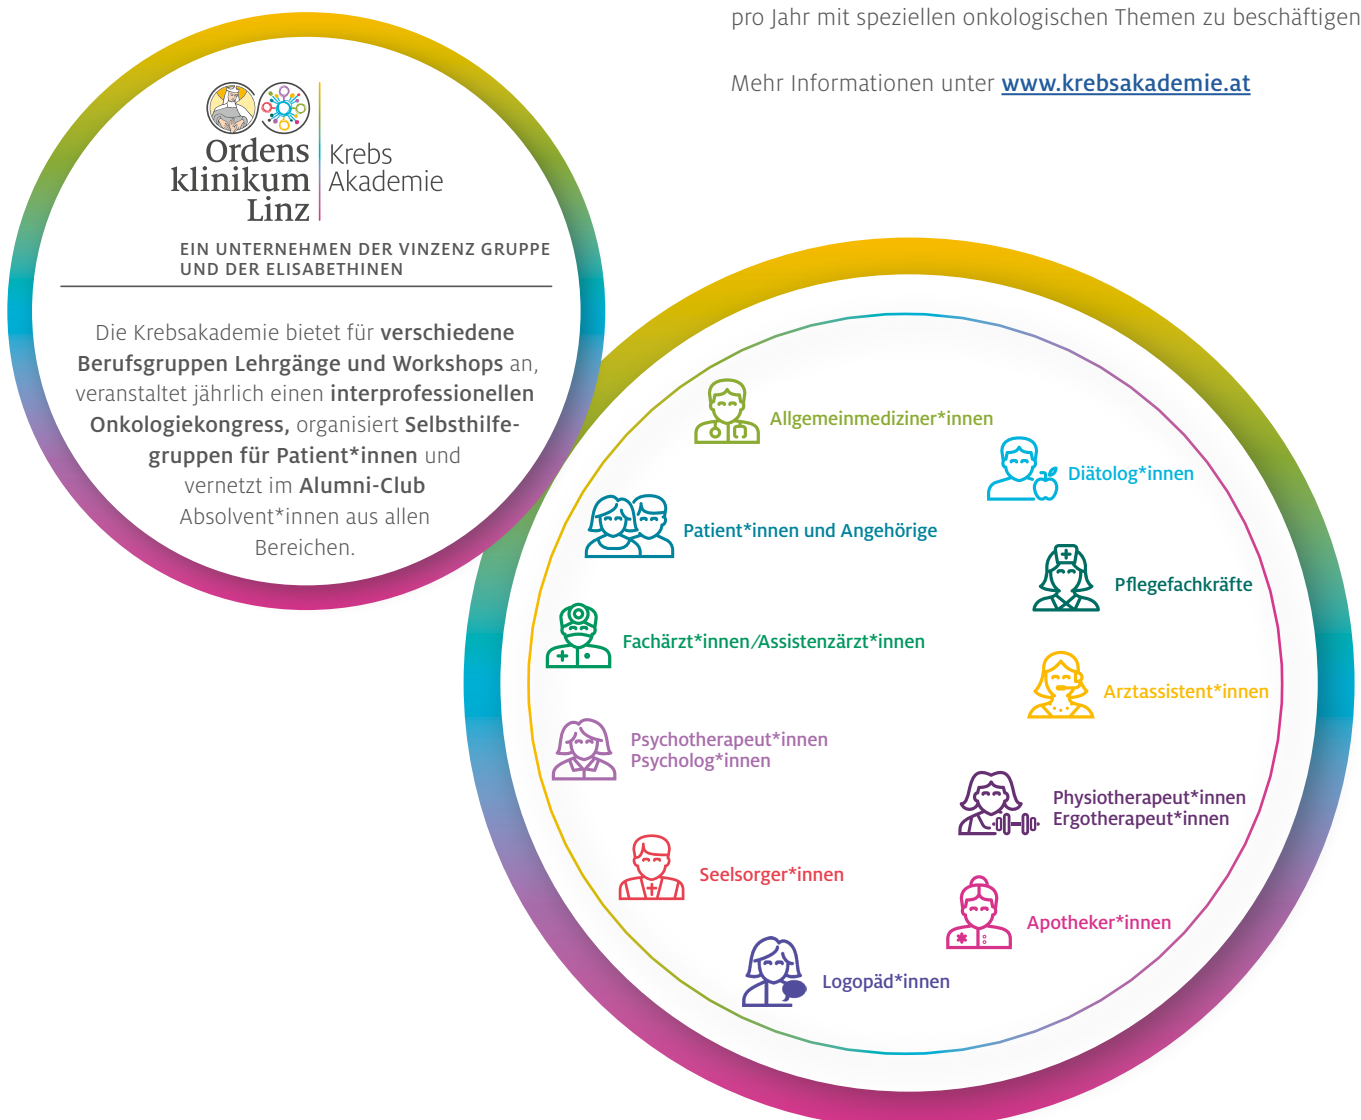 pro Jahr mit speziellen onkologischen Themen zu beschäftigen
Mehr Informationen unter www.krebsakademie.at
Ordens
klinikum
Linz
Krebs
Akademie
EIN UNTERNEHMEN DER VINZENZ GRUPPE
UND DER ELISABETHINEN
Die Krebsakademie bietet für verschiedene
Berufsgruppen Lehrgänge und Workshops an,
veranstaltet jährlich einen interprofessionellen
Onkologiekongress, organisiert Selbsthilfe-
gruppen für Patient*innen und
vernetzt im Alumni-Club
Absolvent*innen aus allen
Bereichen.
Allgemeinmediziner*innen
Diätolog*innen
Patient*innen und Angehörige
Pflegefachkräfte
Fachärzt*innen/Assistenzärzt*innen
Arztassistent*innen
Psychotherapeut*innen
Psycholog*innen
Physiotherapeut*innen
Ergotherapeut*innen
Seelsorger*innen
Apotheker*innen
Logopäd*innen